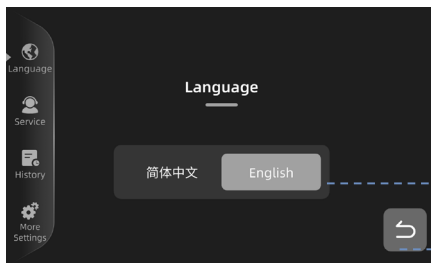 Language
Service
History
More
Settings
Language
简体中文 English